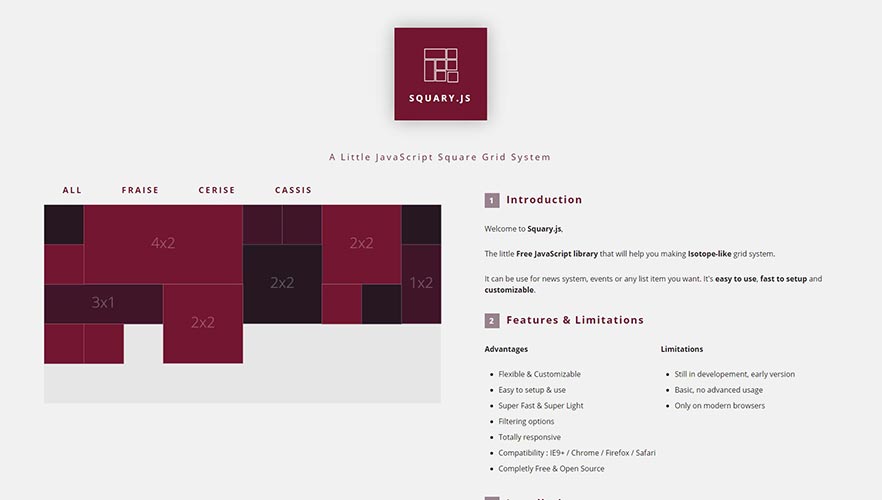 SQUARY.JS
A Little JavaScript Square Grid System
ALL FRAISE CERISE CASSIS
4x2
2x2
2x2
1x2
3x1
2x2
1 Introduction
Welcome to Squary.js,
The little Free JavaScript library that will help you making Isotope-like grid system.
It can be use for news system, events or any list item you want. It's easy to use, fast to setup and
customizable.
2 Features & Limitations
Advantages
Flexible & Customizable
Easy to setup & use
Super Fast & Super Light
Filtering options
Totally responsive
Compatibility : IE9+ / Chrome / Firefox / Safari
Completly Free & Open Source
Limitations
Still in developement, early version
Basic, no advanced usage
Only on modern browsers